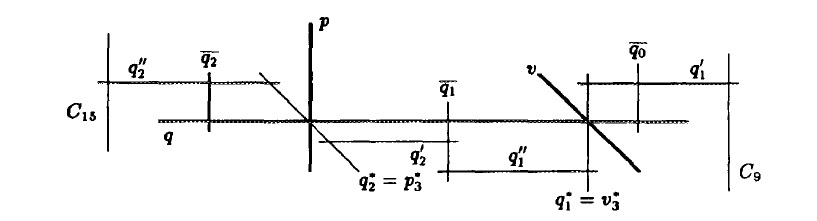 p
q₂″ q̅₂ v q̅₀ q₁′
q̅₁
C₁₅
q
q₂′ q₁″
q₂* = p₃* C₉
q₁* = v₃*